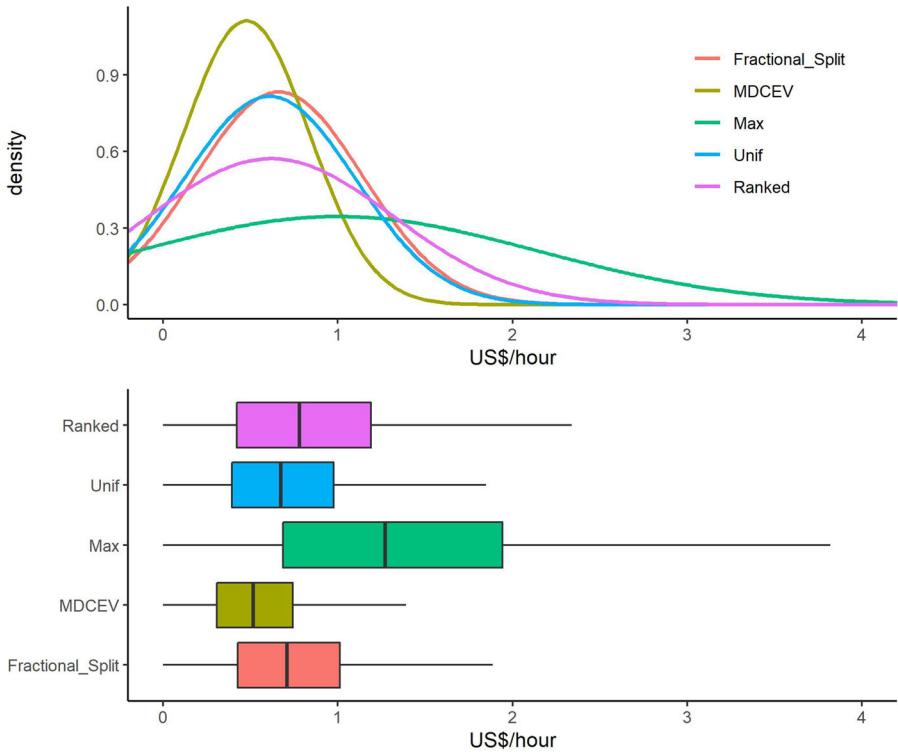 density
0.9
0.6
0.3
0.0
Fractional_Split
MDCEV
Max
Unif
Ranked
0 1 2 3 4
US$/hour
Ranked
Unif
Max
MDCEV
Fractional_Split
0 1 2 3 4
US$/hour